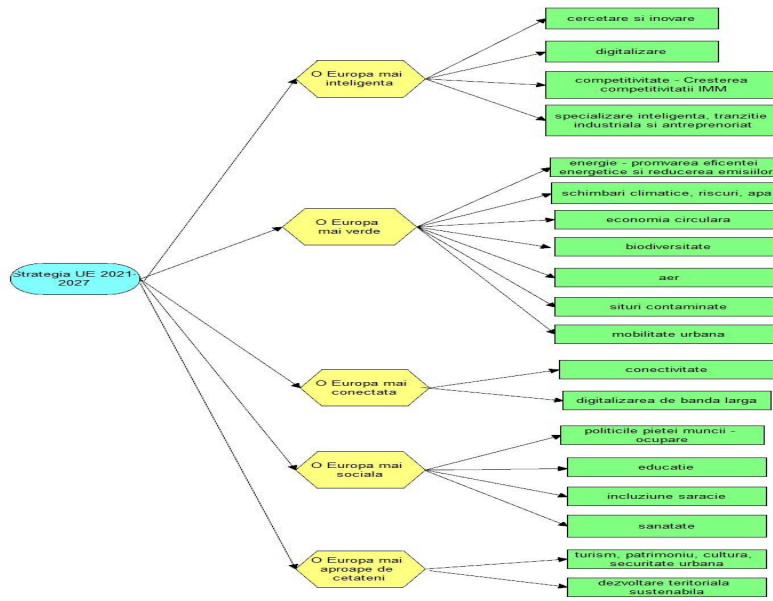 Strategia UE 2021-
2027
O Europa mai
inteligenta
cercetare si inovare
digitalizare
competitivitate - Cresterea
competitivitatii IMM
specializare inteligenta, tranzitie
industriala si antreprenoriat
O Europa
mai verde
energie - promvarea eficentei
energetice si reducerea emisiilor
schimbari climatice, riscuri, apa
economia circulara
biodiversitate
aer
situri contaminate
mobilitate urbana
O Europa mai
conectata
conectivitate
digitalizarea de banda larga
O Europa mai
sociala
politicile pietei muncii -
ocupare
educatie
incluziune saracie
sanatate
O Europa mai
aproape de
cetateni
turism, patrimoniu, cultura,
securitate urbana
dezvoltare teritoriala
sustenabila